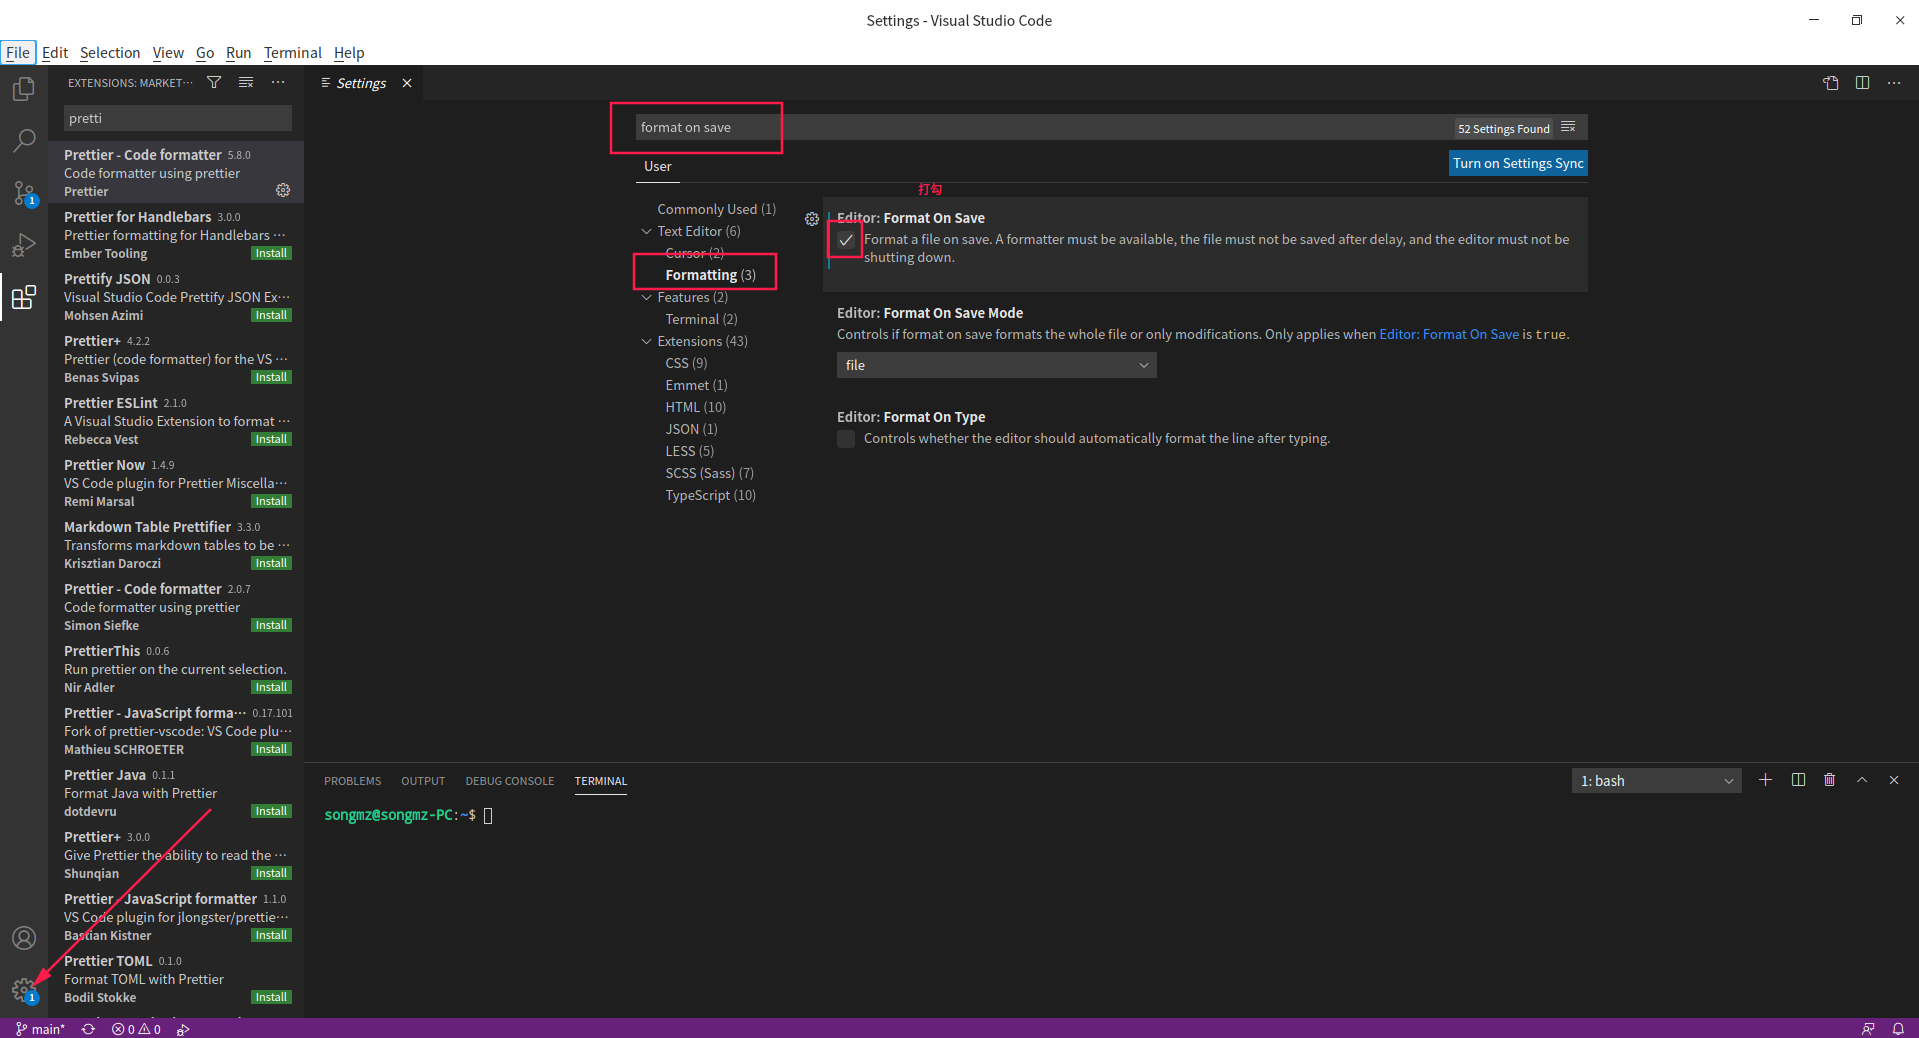 Settings - Visual Studio Code
File Edit Selection View Go Run Terminal Help
EXTENSIONS: MARKET···
pretti
Prettier - Code formatter 5.8.0
Code formatter using prettier
Prettier
Prettier for Handlebars 3.0.0
Prettier formatting for Handlebars ···
Ember Tooling Install
Prettify JSON 0.0.3
Visual Studio Code Prettify JSON Ex···
Mohsen Azimi Install
Prettier+ 4.2.2
Prettier (code formatter) for the VS ···
Benas Svipas Install
Prettier ESLint 2.1.0
A Visual Studio Extension to format ···
Rebecca Vest Install
Prettier Now 1.4.9
VS Code plugin for Prettier Miscella···
Remi Marsal Install
Markdown Table Prettifier 3.3.0
Transforms markdown tables to be ···
Krisztian Daroczi Install
Prettier - Code formatter 2.0.7
Code formatter using prettier
Simon Siefke Install
PrettierThis 0.0.6
Run prettier on the current selection.
Nir Adler Install
Prettier - JavaScript forma··· 0.17.101
Fork of prettier-vscode: VS Code plu···
Mathieu SCHROETER Install
Prettier Java 0.1.1
Format Java with Prettier
dotdevru Install
Prettier+ 3.0.0
Give Prettier the ability to read the ···
Shunqian Install
Prettier - JavaScript formatter 1.1.0
VS Code plugin for jlongster/prettie···
Bastian Kistner Install
Prettier TOML 0.1.0
Format TOML with Prettier
Bodil Stokke Install
Settings
format on save
52 Settings Found
User
Turn on Settings Sync
打勾
Commonly Used (1)
Text Editor (6)
Cursor (2)
Formatting (3)
Features (2)
Terminal (2)
Extensions (43)
CSS (9)
Emmet (1)
HTML (10)
JSON (1)
LESS (5)
SCSS (Sass) (7)
TypeScript (10)
Editor: Format On Save
Format a file on save. A formatter must be available, the file must not be saved after delay, and the editor must not be
shutting down.
Editor: Format On Save Mode
Controls if format on save formats the whole file or only modifications. Only applies when Editor: Format On Save is true.
file
Editor: Format On Type
Controls whether the editor should automatically format the line after typing.
PROBLEMS OUTPUT DEBUG CONSOLE TERMINAL
1: bash
songmz@songmz-PC:~$
1
1
main* 0 0